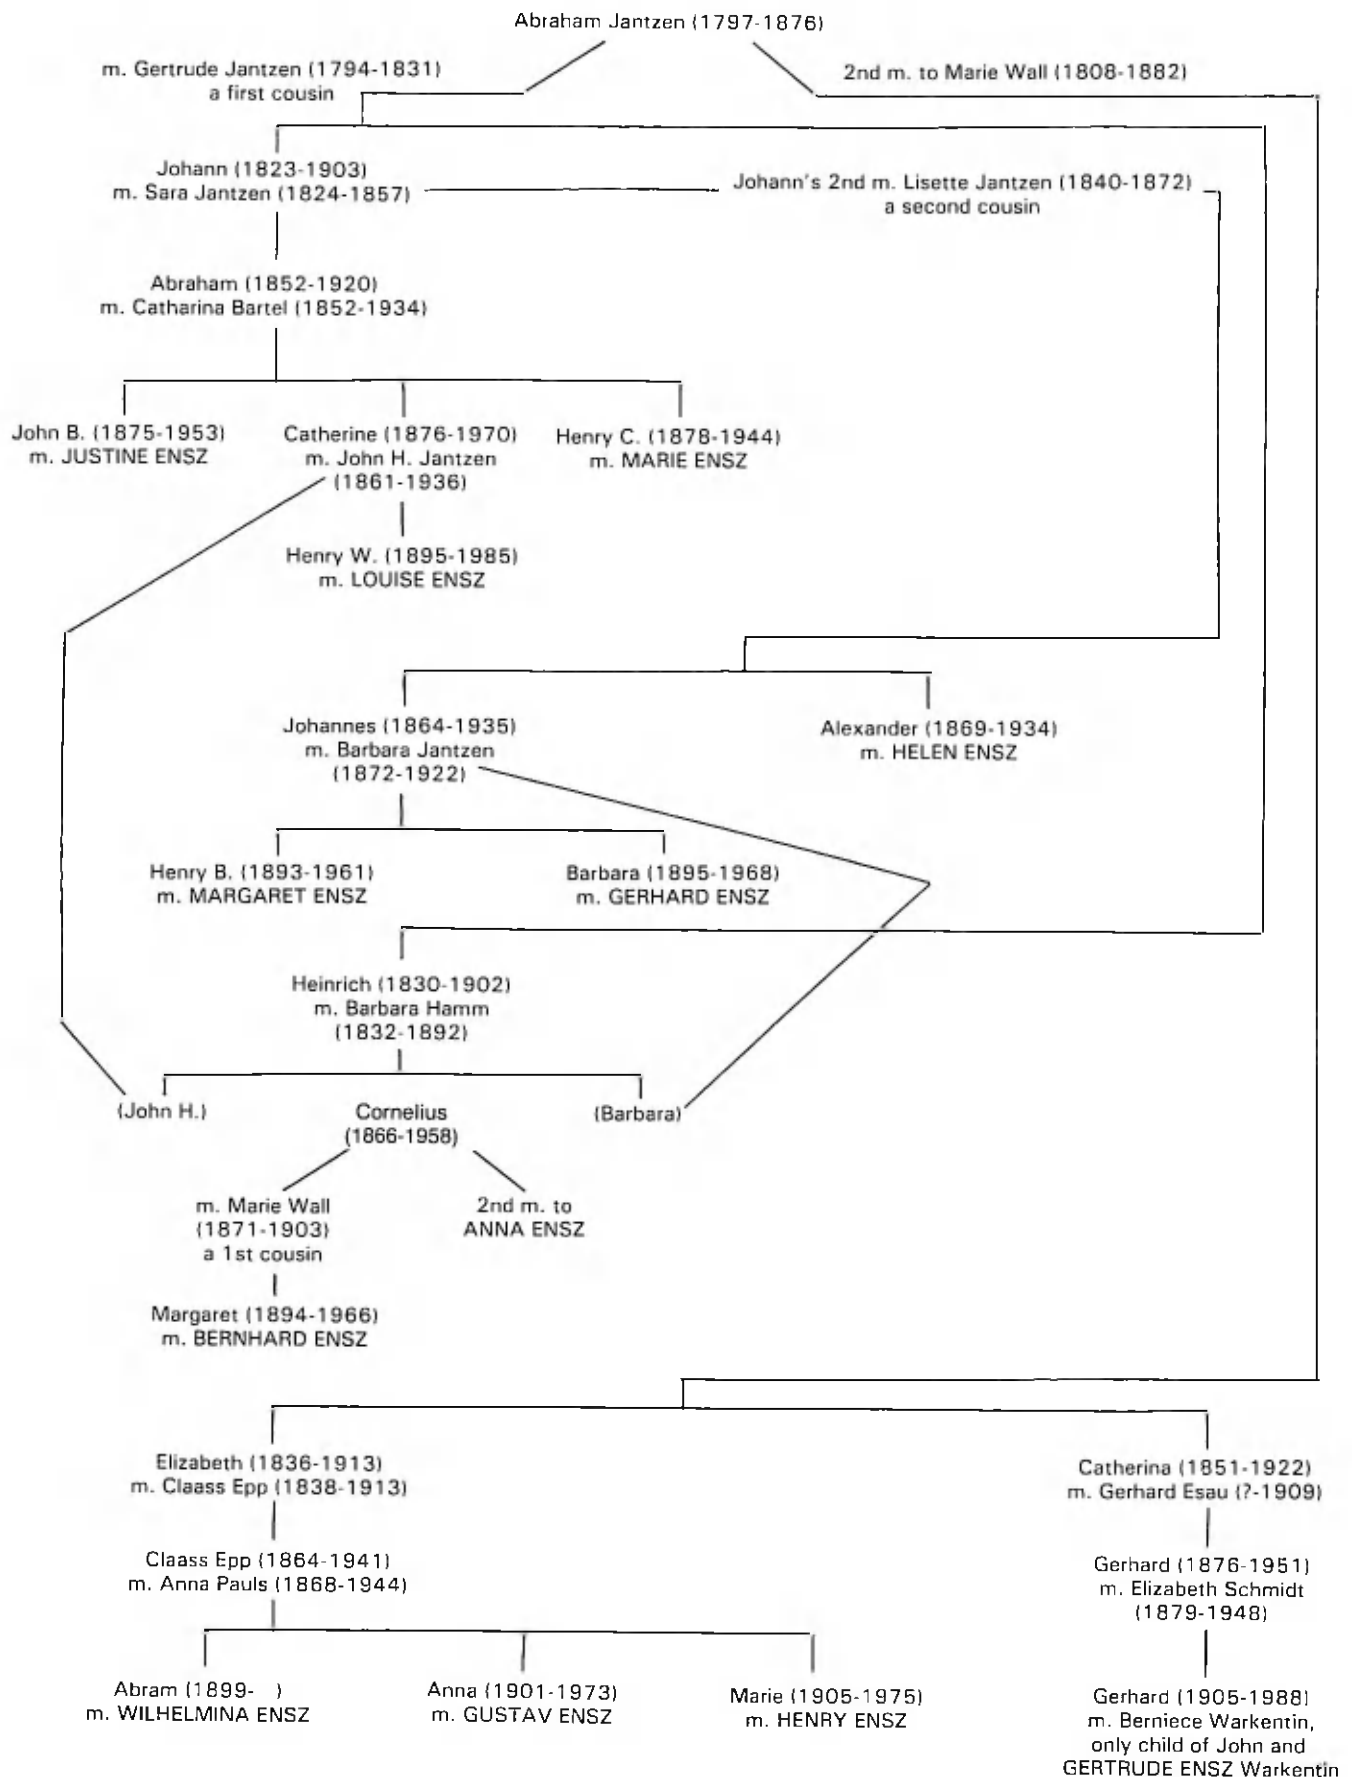 Abraham Jantzen (1797-1876)
m. Gertrude Jantzen (1794-1831)
a first cousin
2nd m. to Marie Wall (1808-1882)
Johann (1823-1903)
m. Sara Jantzen (1824-1857)
Johann's 2nd m. Lisette Jantzen (1840-1872)
a second cousin
Abraham (1852-1920)
m. Catharina Bartel (1852-1934)
John B. (1875-1953)
m. JUSTINE ENSZ
Catherine (1876-1970)
m. John H. Jantzen
(1861-1936)
Henry C. (1878-1944)
m. MARIE ENSZ
Henry W. (1895-1985)
m. LOUISE ENSZ
Johannes (1864-1935)
m. Barbara Jantzen
(1872-1922)
Alexander (1869-1934)
m. HELEN ENSZ
Henry B. (1893-1961)
m. MARGARET ENSZ
Barbara (1895-1968)
m. GERHARD ENSZ
Heinrich (1830-1902)
m. Barbara Hamm
(1832-1892)
(John H.)
Cornelius
(1866-1958)
(Barbara)
m. Marie Wall
(1871-1903)
a 1st cousin
2nd m. to
ANNA ENSZ
Margaret (1894-1966)
m. BERNHARD ENSZ
Elizabeth (1836-1913)
m. Claass Epp (1838-1913)
Catherina (1851-1922)
m. Gerhard Esau (?-1909)
Claass Epp (1864-1941)
m. Anna Pauls (1868-1944)
Gerhard (1876-1951)
m. Elizabeth Schmidt
(1879-1948)
Abram (1899-  )
m. WILHELMINA ENSZ
Anna (1901-1973)
m. GUSTAV ENSZ
Marie (1905-1975)
m. HENRY ENSZ
Gerhard (1905-1988)
m. Berniece Warkentin,
only child of John and
GERTRUDE ENSZ Warkentin